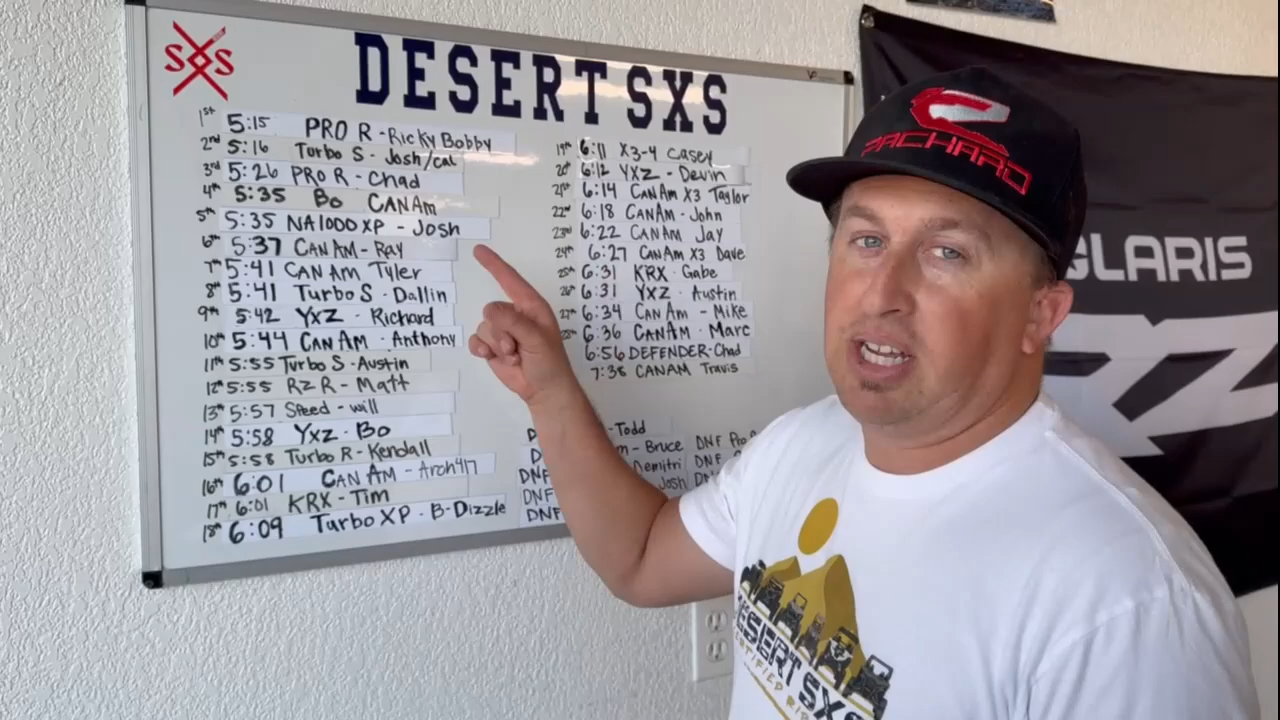 SXS
DESERT SXS
1st 5:15 PRO R - Ricky Bobby
2nd 5:16 Turbo S - Josh/cal
3rd 5:26 PRO R - Chad
4th 5:35 Bo CANAm
5th 5:35 NA1000 XP - Josh
6th 5:37 CAN Am - Ray
7th 5:41 CAN Am Tyler
8th 5:41 Turbo S - Dallin
9th 5:42 YXZ - Richard
10th 5:44 CAN Am - Anthony
11th 5:55 Turbo S - Austin
12th 5:55 RZR - Matt
13th 5:57 Speed - will
14th 5:58 YXZ - Bo
15th 5:58 Turbo R - Kendall
16th 6:01 CAN AM - Arch417
17th 6:01 KRX - Tim
18th 6:09 Turbo XP - B-Dizzle
19th 6:11 X3-4 Casey
20th 6:12 YXZ - Devin
21st 6:14 CANAm X3 Taylor
22nd 6:18 CANAm - John
23rd 6:22 CANAm Jay
24th 6:27 CANAm X3 Dave
25th 6:31 KRX - Gabe
26th 6:31 YXZ - Austin
27th 6:34 CANAm - Mike
28th 6:36 CANAm - Marc
6:56 DEFENDER - Chad
7:38 CANAM Travis
- Todd
- Bruce DNF Pro
Demitri DNF
DNF Josh
DNF
DNF
PACKARD
POLARIS
DESERT SXS